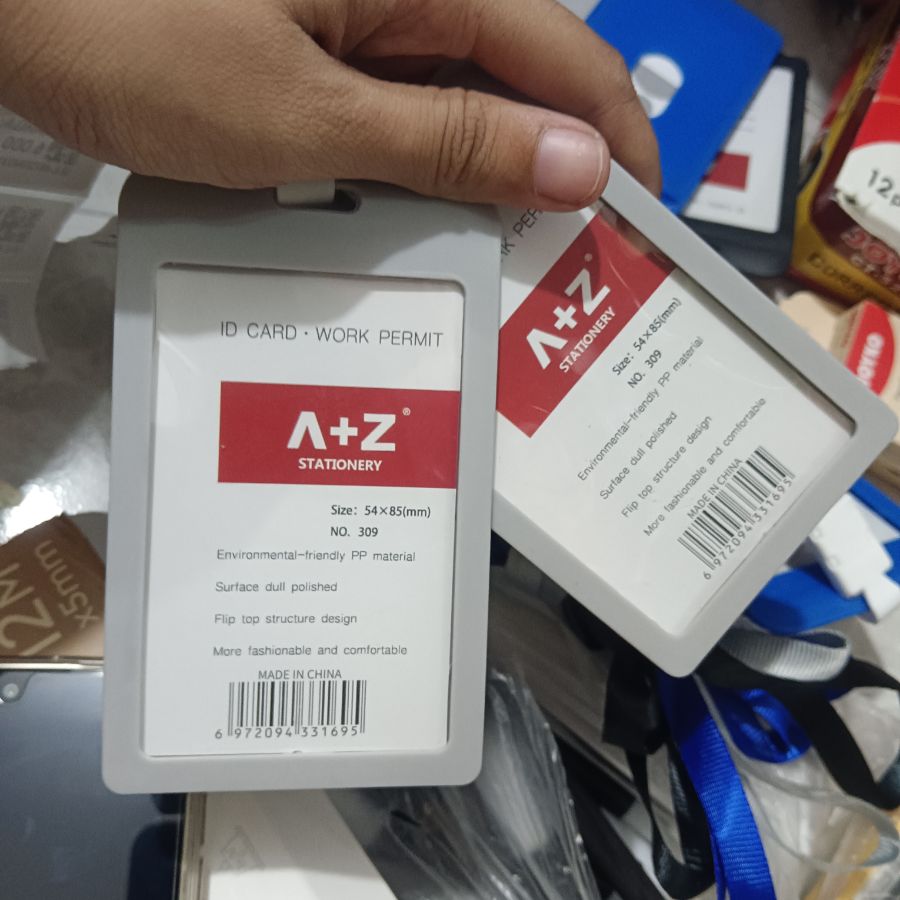 ID CARD · WORK PERMIT
Λ+Z®
STATIONERY
Size: 54×85(mm)
NO. 309
Environmental-friendly PP material
Surface dull polished
Flip top structure design
More fashionable and comfortable
MADE IN CHINA
6 972094 331695
Λ+Z®
STATIONERY
Size: 54×85(mm)
NO. 309
Environmental-friendly PP material
Surface dull polished
Flip top structure design
More fashionable and comfortable
MADE IN CHINA
6 972094 331695
12M
x5mm